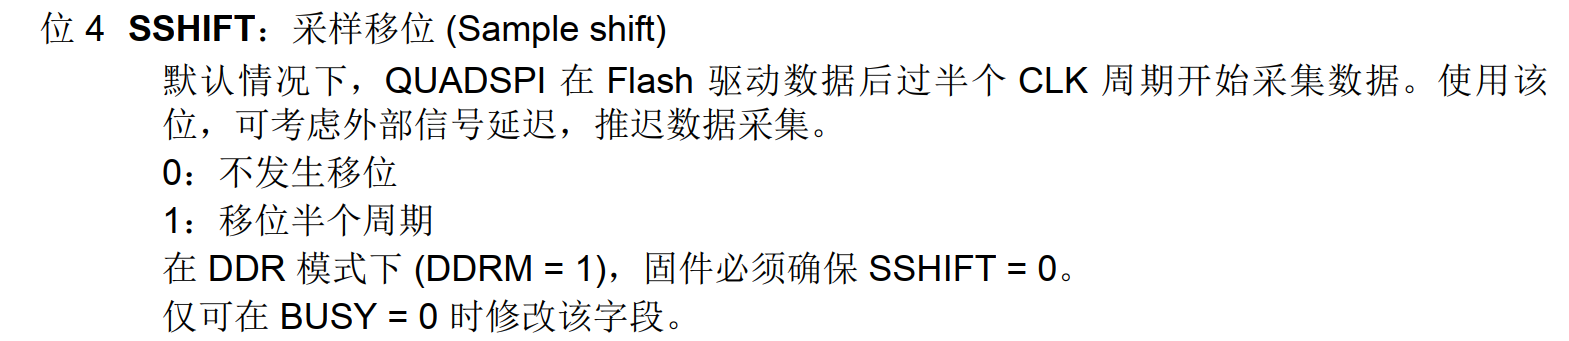 位 4 SSHIFT：采样移位 (Sample shift)
默认情况下，QUADSPI 在 Flash 驱动数据后过半个 CLK 周期开始采集数据。使用该
位，可考虑外部信号延迟，推迟数据采集。
0：不发生移位
1：移位半个周期
在 DDR 模式下 (DDRM = 1)，固件必须确保 SSHIFT = 0。
仅可在 BUSY = 0 时修改该字段。